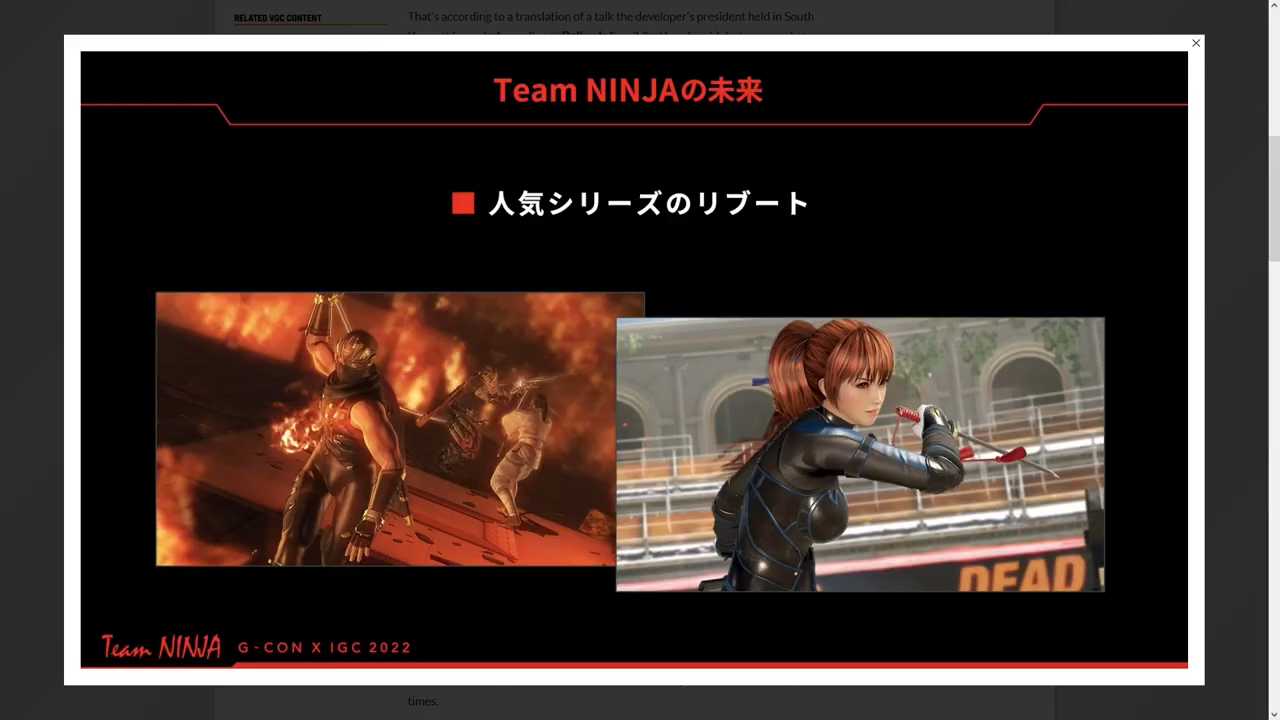 RELATED VGC CONTENT
That's according to a translation of a talk the developer's president held in South
Team NINJAの未来
■ 人気シリーズのリブート
DEAD
Team NINJA G-CON X IGC 2022
times.